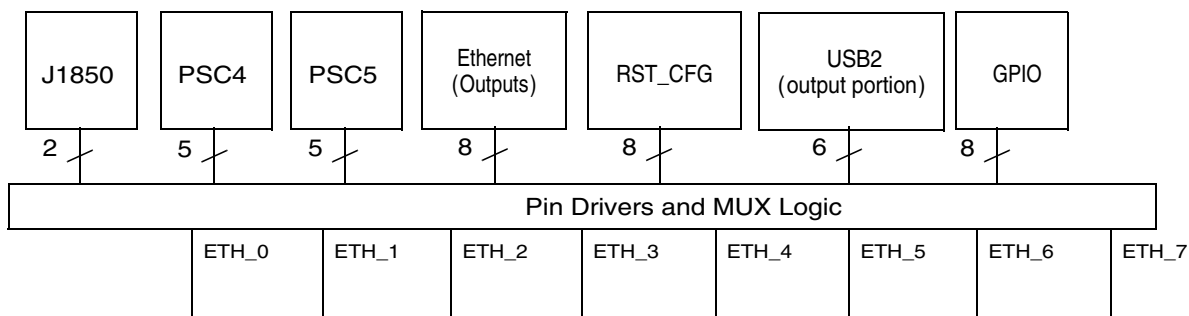 J1850
PSC4
PSC5
Ethernet
(Outputs)
RST_CFG
USB2
(output portion)
GPIO
2
5
5
8
8
6
8
Pin Drivers and MUX Logic
ETH_0
ETH_1
ETH_2
ETH_3
ETH_4
ETH_5
ETH_6
ETH_7